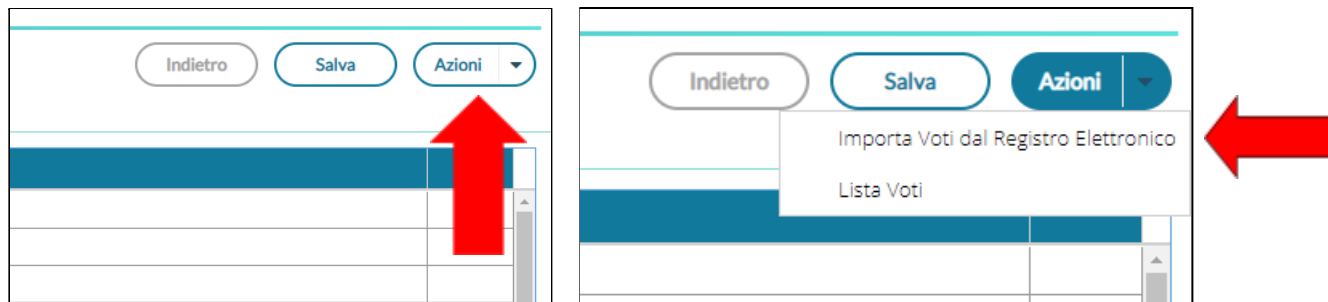 Indietro Salva Azioni
Indietro Salva Azioni
Importa Voti dal Registro Elettronico
Lista Voti